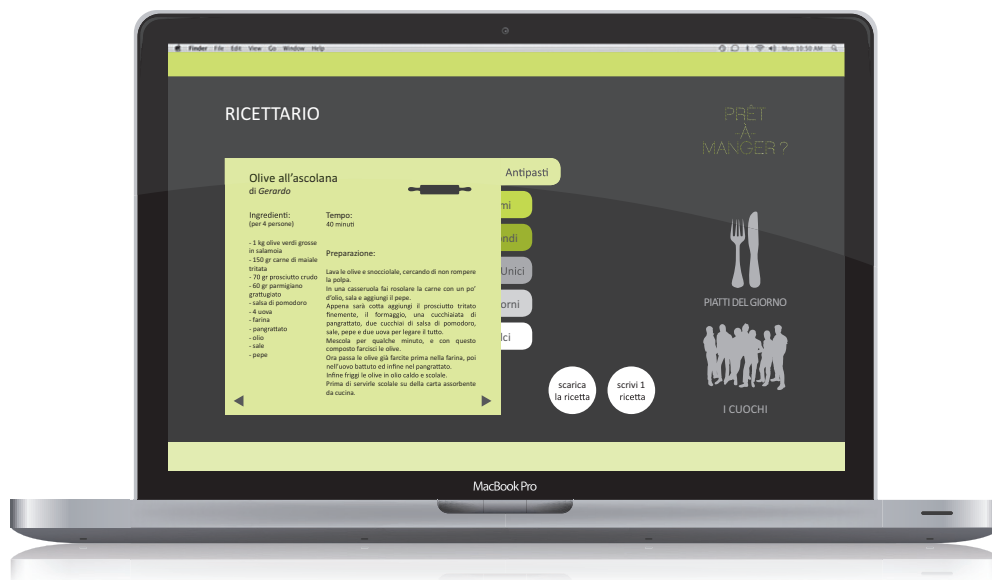 Finder File Edit View Go Window Help
Mon 10:50 AM
RICETTARIO
PRÊT
-À-
MANGER ?
Olive all’ascolana
di Gerardo
Antipasti
mi
ondi
Unici
orni
lci
Ingredienti:
(per 4 persone)
- 1 kg olive verdi grosse
in salamoia
- 150 gr carne di maiale
tritata
- 70 gr prosciutto crudo
- 60 gr parmigiano
grattugiato
- salsa di pomodoro
- 4 uova
- farina
- pangrattato
- olio
- sale
- pepe
Tempo:
40 minuti
Preparazione:
Lava le olive e snocciolale, cercando di non rompere
la polpa.
In una casseruola fai rosolare la carne con un po’
d’olio, sala e aggiungi il pepe.
Appena sarà cotta aggiungi il prosciutto tritato
finemente, il formaggio, una cucchiaiata di
pangrattato, due cucchiai di salsa di pomodoro,
sale, pepe e due uova per legare il tutto.
Mescola per qualche minuto, e con questo
composto farcisci le olive.
Ora passa le olive già farcite prima nella farina, poi
nell’uovo battuto ed infine nel pangrattato.
Infine friggi le olive in olio caldo e scolale.
Prima di servirle scolale su della carta assorbente
da cucina.
scarica
la ricetta
scrivi 1
ricetta
PIATTI DEL GIORNO
I CUOCHI
MacBook Pro